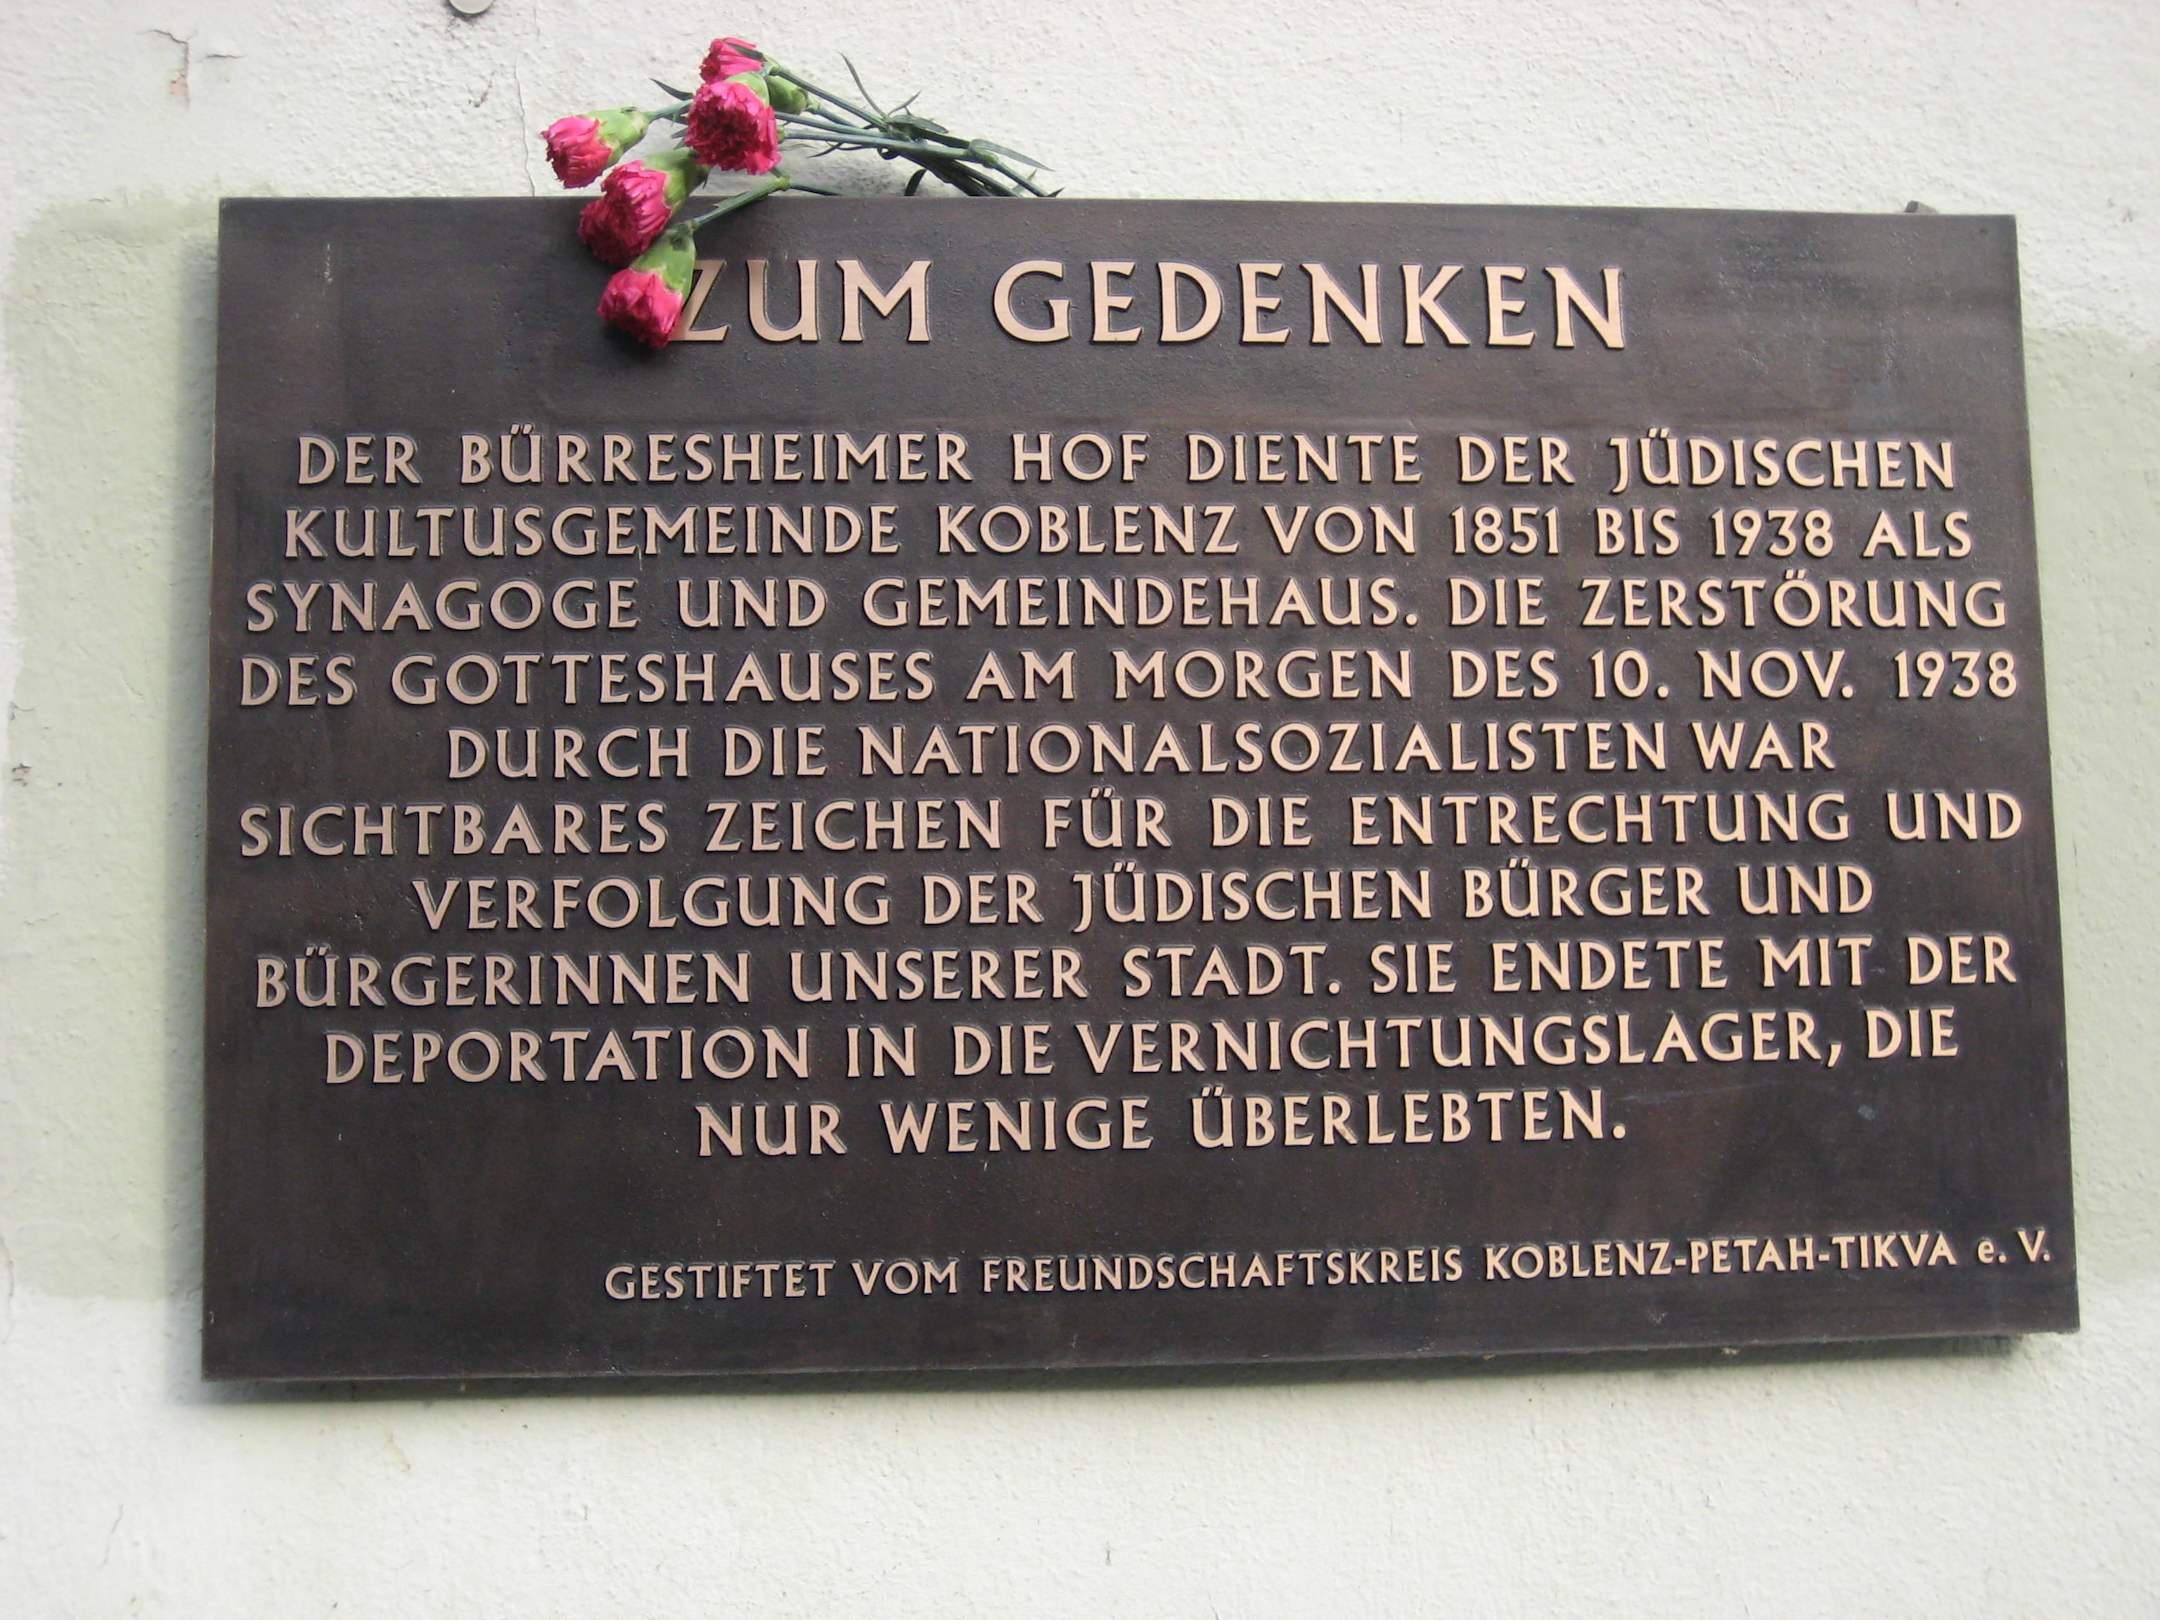 ZUM GEDENKEN
DER BÜRRESHEIMER HOF DIENTE DER JÜDISCHEN
KULTUSGEMEINDE KOBLENZ VON 1851 BIS 1938 ALS
SYNAGOGE UND GEMEINDEHAUS. DIE ZERSTÖRUNG
DES GOTTESHAUSES AM MORGEN DES 10. NOV. 1938
DURCH DIE NATIONALSOZIALISTEN WAR
SICHTBARES ZEICHEN FÜR DIE ENTRECHTUNG UND
VERFOLGUNG DER JÜDISCHEN BÜRGER UND
BÜRGERINNEN UNSERER STADT. SIE ENDETE MIT DER
DEPORTATION IN DIE VERNICHTUNGSLAGER, DIE
NUR WENIGE ÜBERLEBTEN.
GESTIFTET VOM FREUNDSCHAFTSKREIS KOBLENZ-PETAH-TIKVA e. V.